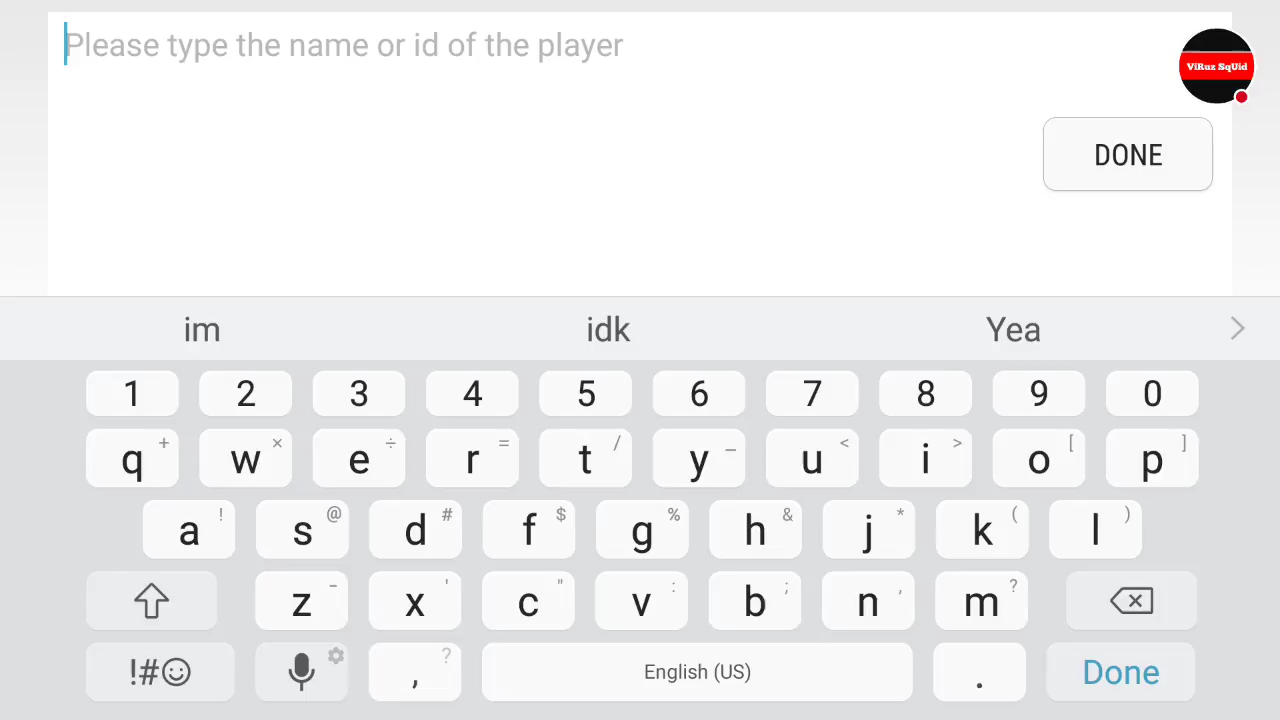 Please type the name or id of the player
ViRuz SqUid
DONE
im idk Yea
1 2 3 4 5 6 7 8 9 0
q + w × e ÷ r = t / y _ u < i > o [ p ]
a ! s @ d # f $ g % h & j * k ( l )
z - x ' c " v : b ; n , m ?
!#☺ , ? English (US) . Done